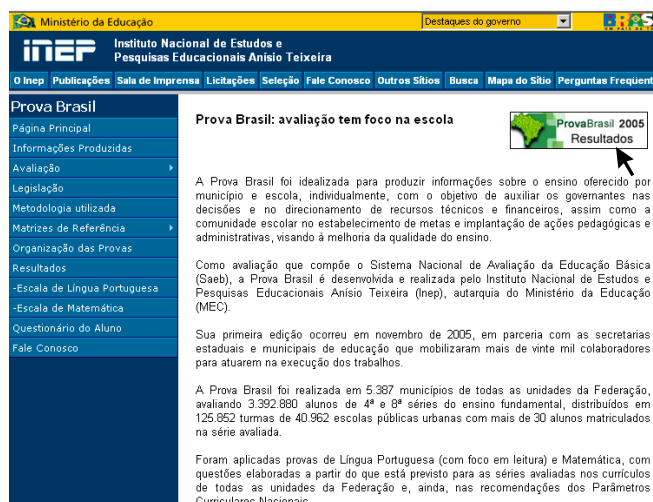 Ministério da Educação
Destaques do governo
BRASIL
inep
Instituto Nacional de Estudos e
Pesquisas Educacionais Anísio Teixeira
O Inep Publicações Sala de Imprensa Licitações Seleção Fale Conosco Outros Sítios Busca Mapa do Sítio Perguntas Freqüent
Prova Brasil
Página Principal
Informações Produzidas
Avaliação
Legislação
Metodologia utilizada
Matrizes de Referência
Organização das Provas
Resultados
-Escala de Língua Portuguesa
-Escala de Matemática
Questionário do Aluno
Fale Conosco
Prova Brasil: avaliação tem foco na escola
ProvaBrasil 2005
Resultados
A Prova Brasil foi idealizada para produzir informações sobre o ensino oferecido por
município e escola, individualmente, com o objetivo de auxiliar os governantes nas
decisões e no direcionamento de recursos técnicos e financeiros, assim como a
comunidade escolar no estabelecimento de metas e implantação de ações pedagógicas e
administrativas, visando à melhoria da qualidade do ensino.
Como avaliação que compõe o Sistema Nacional de Avaliação da Educação Básica
(Saeb), a Prova Brasil é desenvolvida e realizada pelo Instituto Nacional de Estudos e
Pesquisas Educacionais Anísio Teixeira (Inep), autarquia do Ministério da Educação
(MEC).
Sua primeira edição ocorreu em novembro de 2005, em parceria com as secretarias
estaduais e municipais de educação que mobilizaram mais de vinte mil colaboradores
para atuarem na execução dos trabalhos.
A Prova Brasil foi realizada em 5.387 municípios de todas as unidades da Federação,
avaliando 3.392.880 alunos de 4ª e 8ª séries do ensino fundamental, distribuídos em
125.852 turmas de 40.962 escolas públicas urbanas com mais de 30 alunos matriculados
na série avaliada.
Foram aplicadas provas de Língua Portuguesa (com foco em leitura) e Matemática, com
questões elaboradas a partir do que está previsto para as séries avaliadas nos currículos
de todas as unidades da Federação e, ainda, nas recomendações dos Parâmetros
Curriculares Nacionais